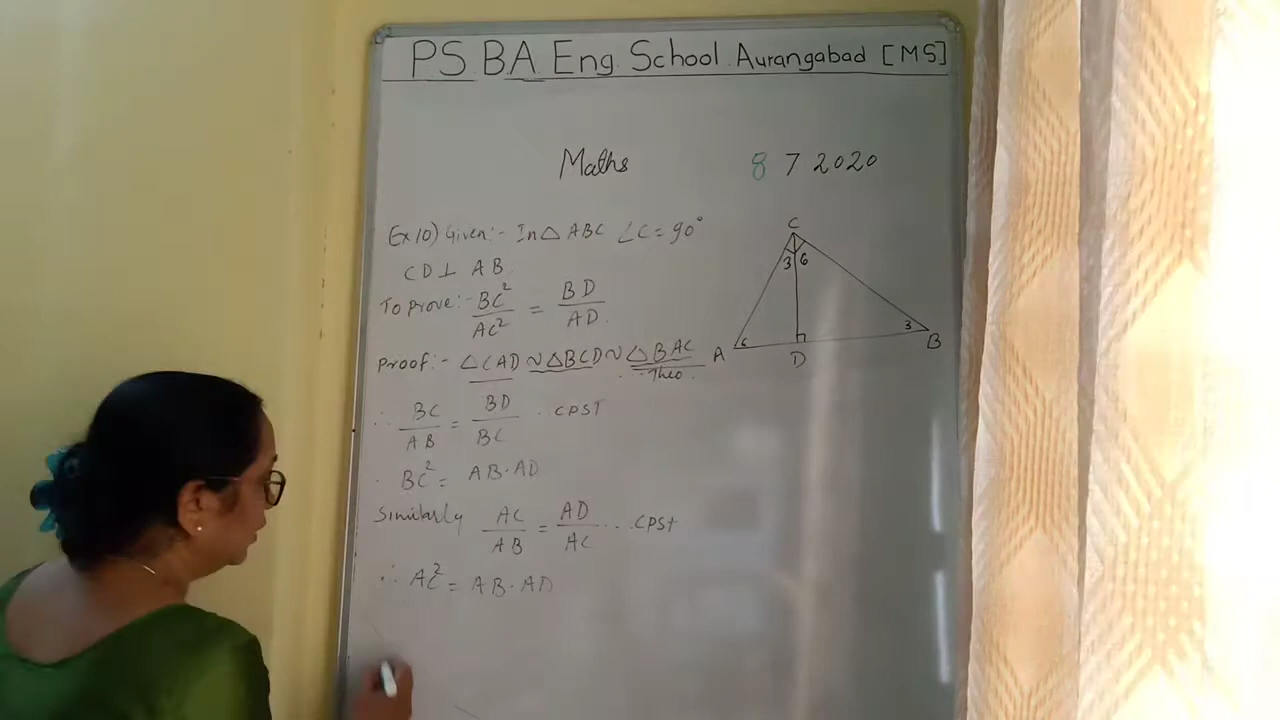 PS BA Eng. School Aurangabad [MS]
Maths 8 7 2020
Ex 10) Given:- In △ ABC ∠C = 90°
CD ⊥ AB
To prove:- BC²/AC² = BD/AD.
Proof:- △CAD ~ △BCD ~ △BAC
... Theo.
∴ BC/AB = BD/BC ..CPST
∴ BC² = AB·AD
Similarly AC/AB = AD/AC ...CPST
∴ AC² = AB·AD
C
3 6
6 3
A D B